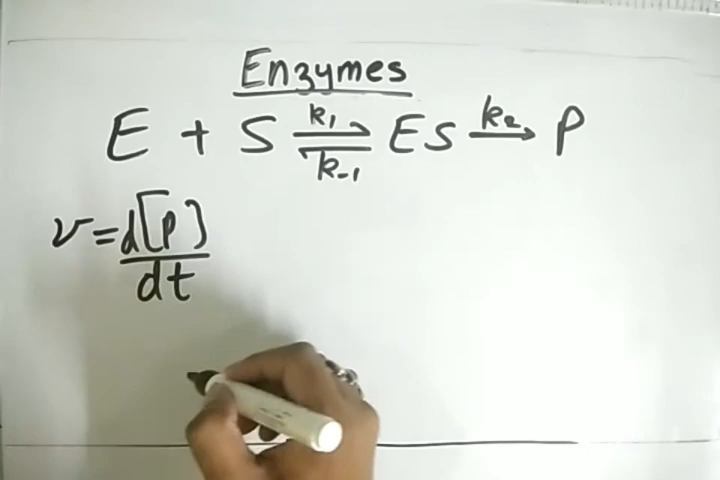 Enzymes
E + S ⇌ ES → P
k₁ k₋₁ k₂
v = d[P]
dt